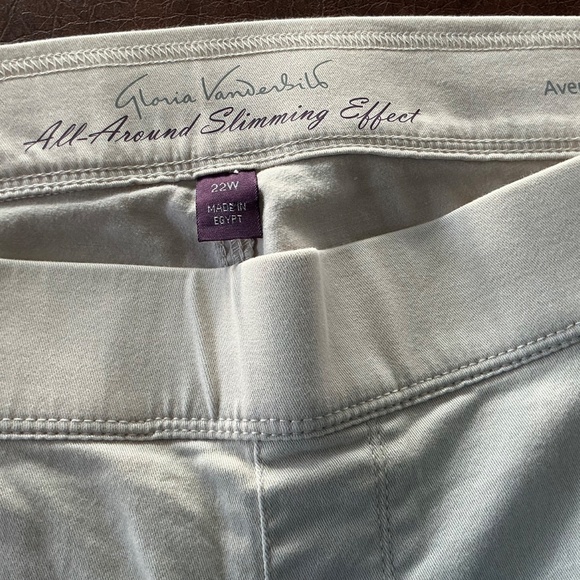 Gloria Vanderbilt
All-Around Slimming Effect
Ave
22W
MADE IN
EGYPT